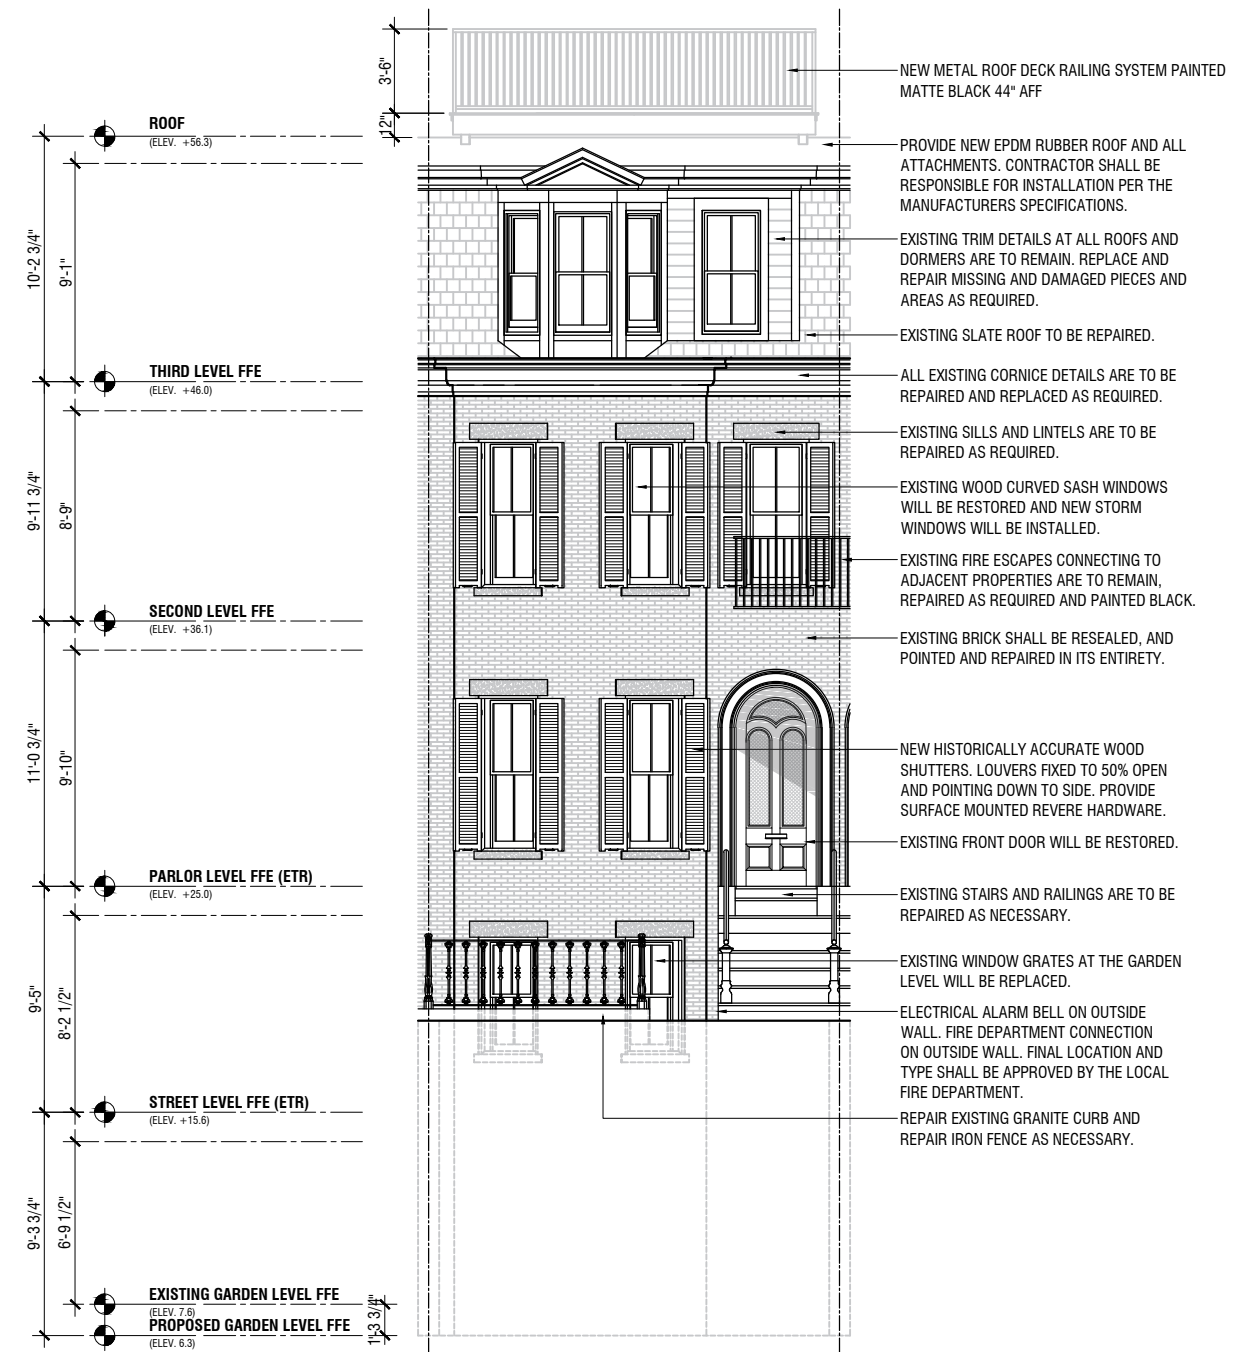 3'-6"
12"
NEW METAL ROOF DECK RAILING SYSTEM PAINTED
MATTE BLACK 44" AFF
ROOF
(ELEV. +56.3)
PROVIDE NEW EPDM RUBBER ROOF AND ALL
ATTACHMENTS. CONTRACTOR SHALL BE
RESPONSIBLE FOR INSTALLATION PER THE
MANUFACTURERS SPECIFICATIONS.
10'-2 3/4"
9'-1"
EXISTING TRIM DETAILS AT ALL ROOFS AND
DORMERS ARE TO REMAIN. REPLACE AND
REPAIR MISSING AND DAMAGED PIECES AND
AREAS AS REQUIRED.
EXISTING SLATE ROOF TO BE REPAIRED.
THIRD LEVEL FFE
(ELEV. +46.0)
ALL EXISTING CORNICE DETAILS ARE TO BE
REPAIRED AND REPLACED AS REQUIRED.
EXISTING SILLS AND LINTELS ARE TO BE
REPAIRED AS REQUIRED.
9'-11 3/4"
8'-9"
EXISTING WOOD CURVED SASH WINDOWS
WILL BE RESTORED AND NEW STORM
WINDOWS WILL BE INSTALLED.
EXISTING FIRE ESCAPES CONNECTING TO
ADJACENT PROPERTIES ARE TO REMAIN,
REPAIRED AS REQUIRED AND PAINTED BLACK.
SECOND LEVEL FFE
(ELEV. +36.1)
EXISTING BRICK SHALL BE RESEALED, AND
POINTED AND REPAIRED IN ITS ENTIRETY.
11'-0 3/4"
9'-10"
NEW HISTORICALLY ACCURATE WOOD
SHUTTERS. LOUVERS FIXED TO 50% OPEN
AND POINTING DOWN TO SIDE. PROVIDE
SURFACE MOUNTED REVERE HARDWARE.
EXISTING FRONT DOOR WILL BE RESTORED.
PARLOR LEVEL FFE (ETR)
(ELEV. +25.0)
EXISTING STAIRS AND RAILINGS ARE TO BE
REPAIRED AS NECESSARY.
9'-5"
8'-2 1/2"
EXISTING WINDOW GRATES AT THE GARDEN
LEVEL WILL BE REPLACED.
ELECTRICAL ALARM BELL ON OUTSIDE
WALL. FIRE DEPARTMENT CONNECTION
ON OUTSIDE WALL. FINAL LOCATION AND
TYPE SHALL BE APPROVED BY THE LOCAL
FIRE DEPARTMENT.
STREET LEVEL FFE (ETR)
(ELEV. +15.6)
REPAIR EXISTING GRANITE CURB AND
REPAIR IRON FENCE AS NECESSARY.
9'-3 3/4"
6'-9 1/2"
EXISTING GARDEN LEVEL FFE
(ELEV. 7.6)
PROPOSED GARDEN LEVEL FFE
(ELEV. 6.3)
1'-3 3/4"